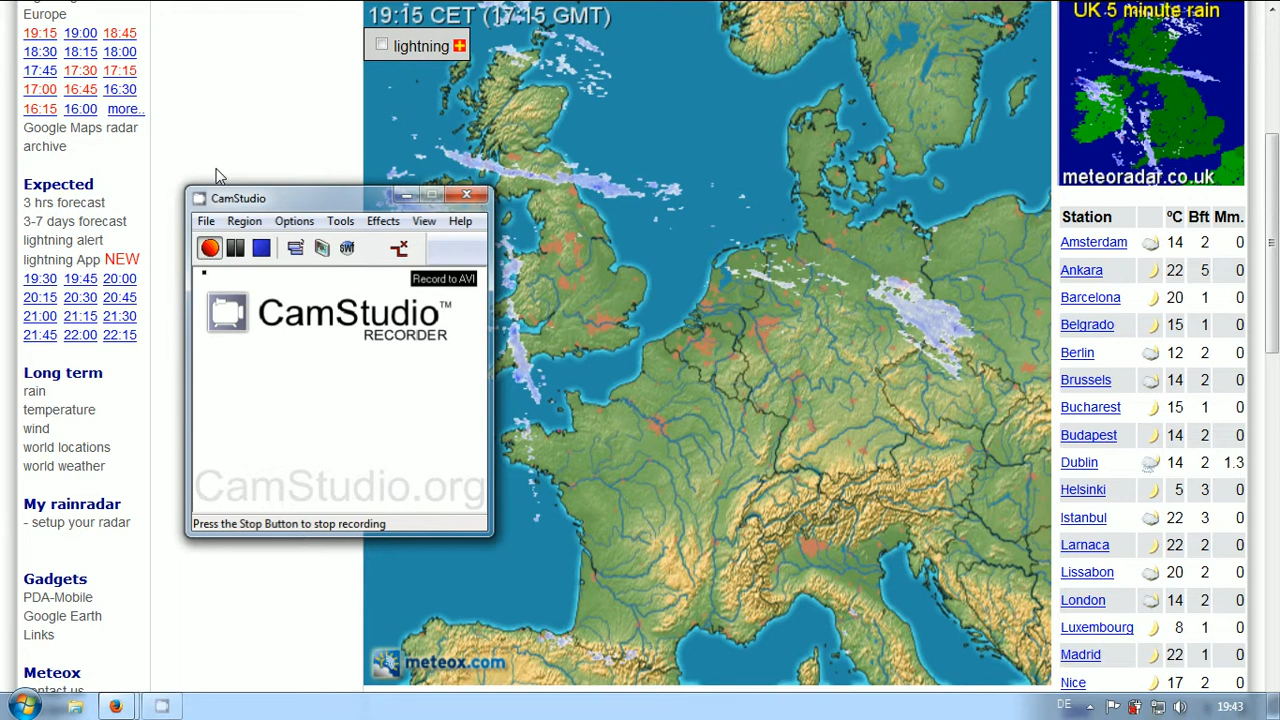 Europe
19:15 19:00 18:45
18:30 18:15 18:00
17:45 17:30 17:15
17:00 16:45 16:30
16:15 16:00 more..
Google Maps radar
archive
Expected
3 hrs forecast
3-7 days forecast
lightning alert
lightning App NEW
19:30 19:45 20:00
20:15 20:30 20:45
21:00 21:15 21:30
21:45 22:00 22:15
Long term
rain
temperature
wind
world locations
world weather
My rainradar
- setup your radar
Gadgets
PDA-Mobile
Google Earth
Links
Meteox
contact us
19:15 CET (17:15 GMT)
lightning
CamStudio
File Region Options Tools Effects View Help
SWF
Record to AVI
CamStudio™
RECORDER
CamStudio.org
Press the Stop Button to stop recording
meteox.com
UK 5 minute rain
meteoradar.co.uk
Station ºC Bft Mm.
Amsterdam 14 2 0
Ankara 22 5 0
Barcelona 20 1 0
Belgrado 15 1 0
Berlin 12 2 0
Brussels 14 2 0
Bucharest 15 1 0
Budapest 14 2 0
Dublin 14 2 1.3
Helsinki 5 3 0
Istanbul 22 3 0
Larnaca 22 2 0
Lissabon 20 2 0
London 14 2 0
Luxembourg 8 1 0
Madrid 22 1 0
Nice 17 2 0
DE 19:43